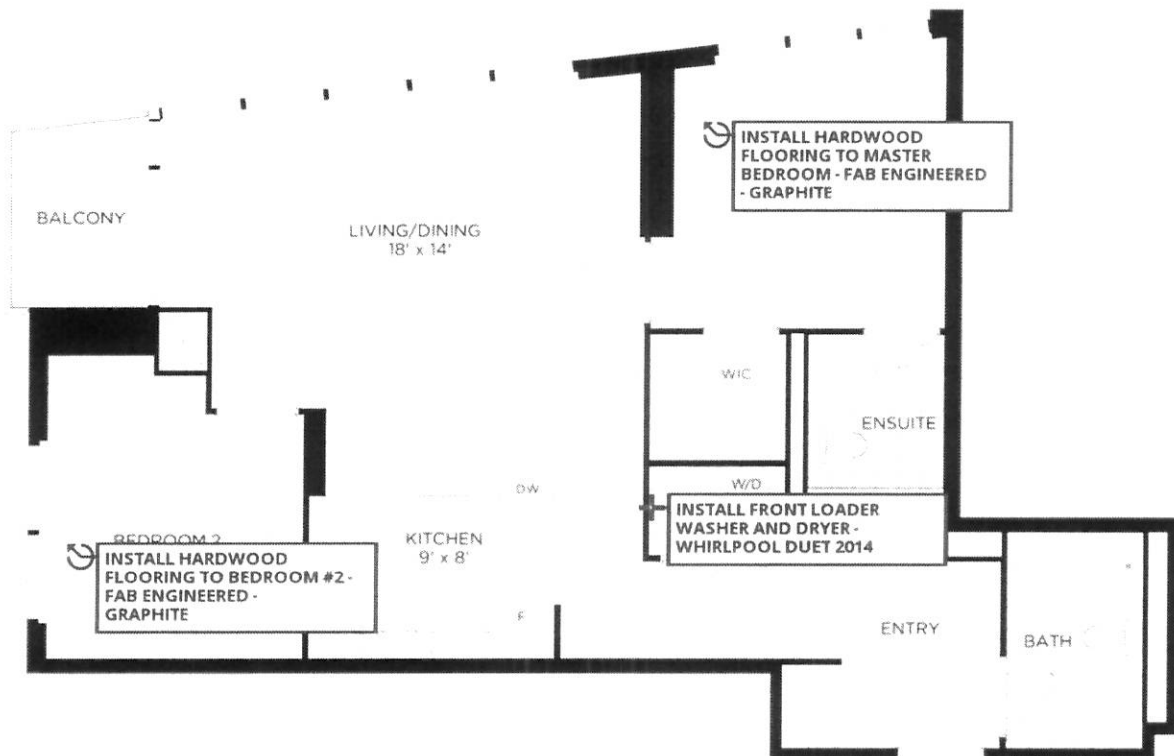 INSTALL HARDWOOD
FLOORING TO MASTER
BEDROOM - FAB ENGINEERED
- GRAPHITE
BALCONY
LIVING/DINING
18' x 14'
WIC
ENSUITE
W/D
DW
INSTALL FRONT LOADER
WASHER AND DRYER -
WHIRLPOOL DUET 2014
BEDROOM 2
KITCHEN
9' x 8'
INSTALL HARDWOOD
FLOORING TO BEDROOM #2 -
FAB ENGINEERED -
GRAPHITE
F
ENTRY
BATH